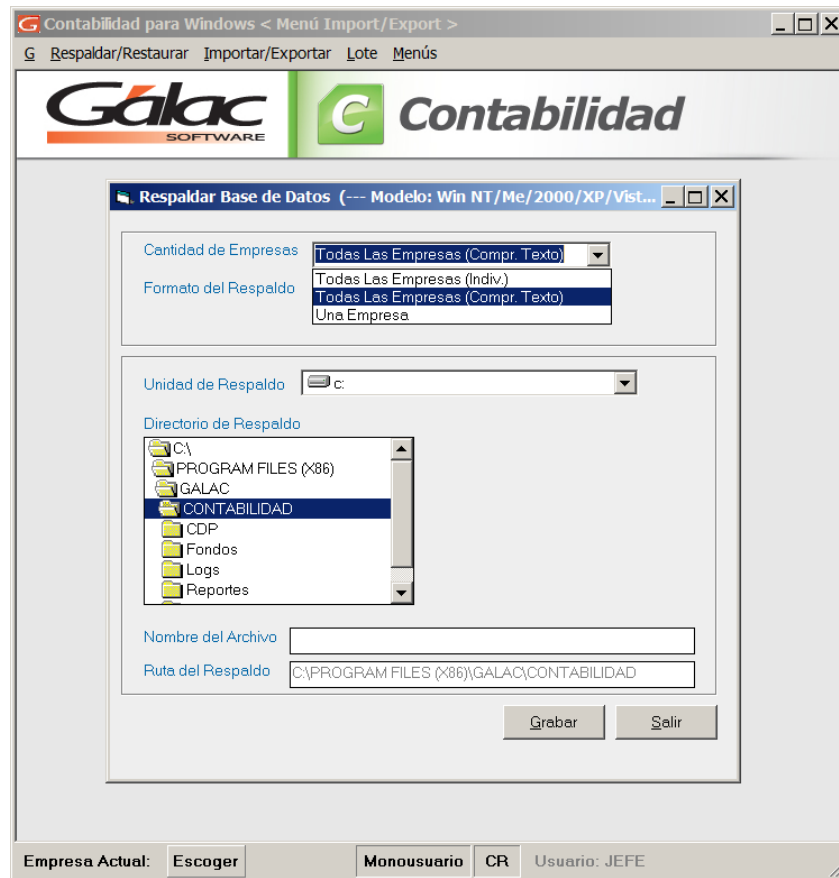 G Contabilidad para Windows < Menú Import/Export >
G Respaldar/Restaurar Importar/Exportar Lote Menús
Gálac
SOFTWARE
C Contabilidad
Respaldar Base de Datos (--- Modelo: Win NT/Me/2000/XP/Vist...
Cantidad de Empresas Todas Las Empresas (Compr. Texto)
Todas Las Empresas (Indiv.)
Formato del Respaldo Todas Las Empresas (Compr. Texto)
Una Empresa
Unidad de Respaldo c:
Directorio de Respaldo
C:\
PROGRAM FILES (X86)
GALAC
CONTABILIDAD
CDP
Fondos
Logs
Reportes
Nombre del Archivo
Ruta del Respaldo C:\PROGRAM FILES (X86)\GALAC\CONTABILIDAD
Grabar Salir
Empresa Actual: Escoger Monousuario CR Usuario: JEFE